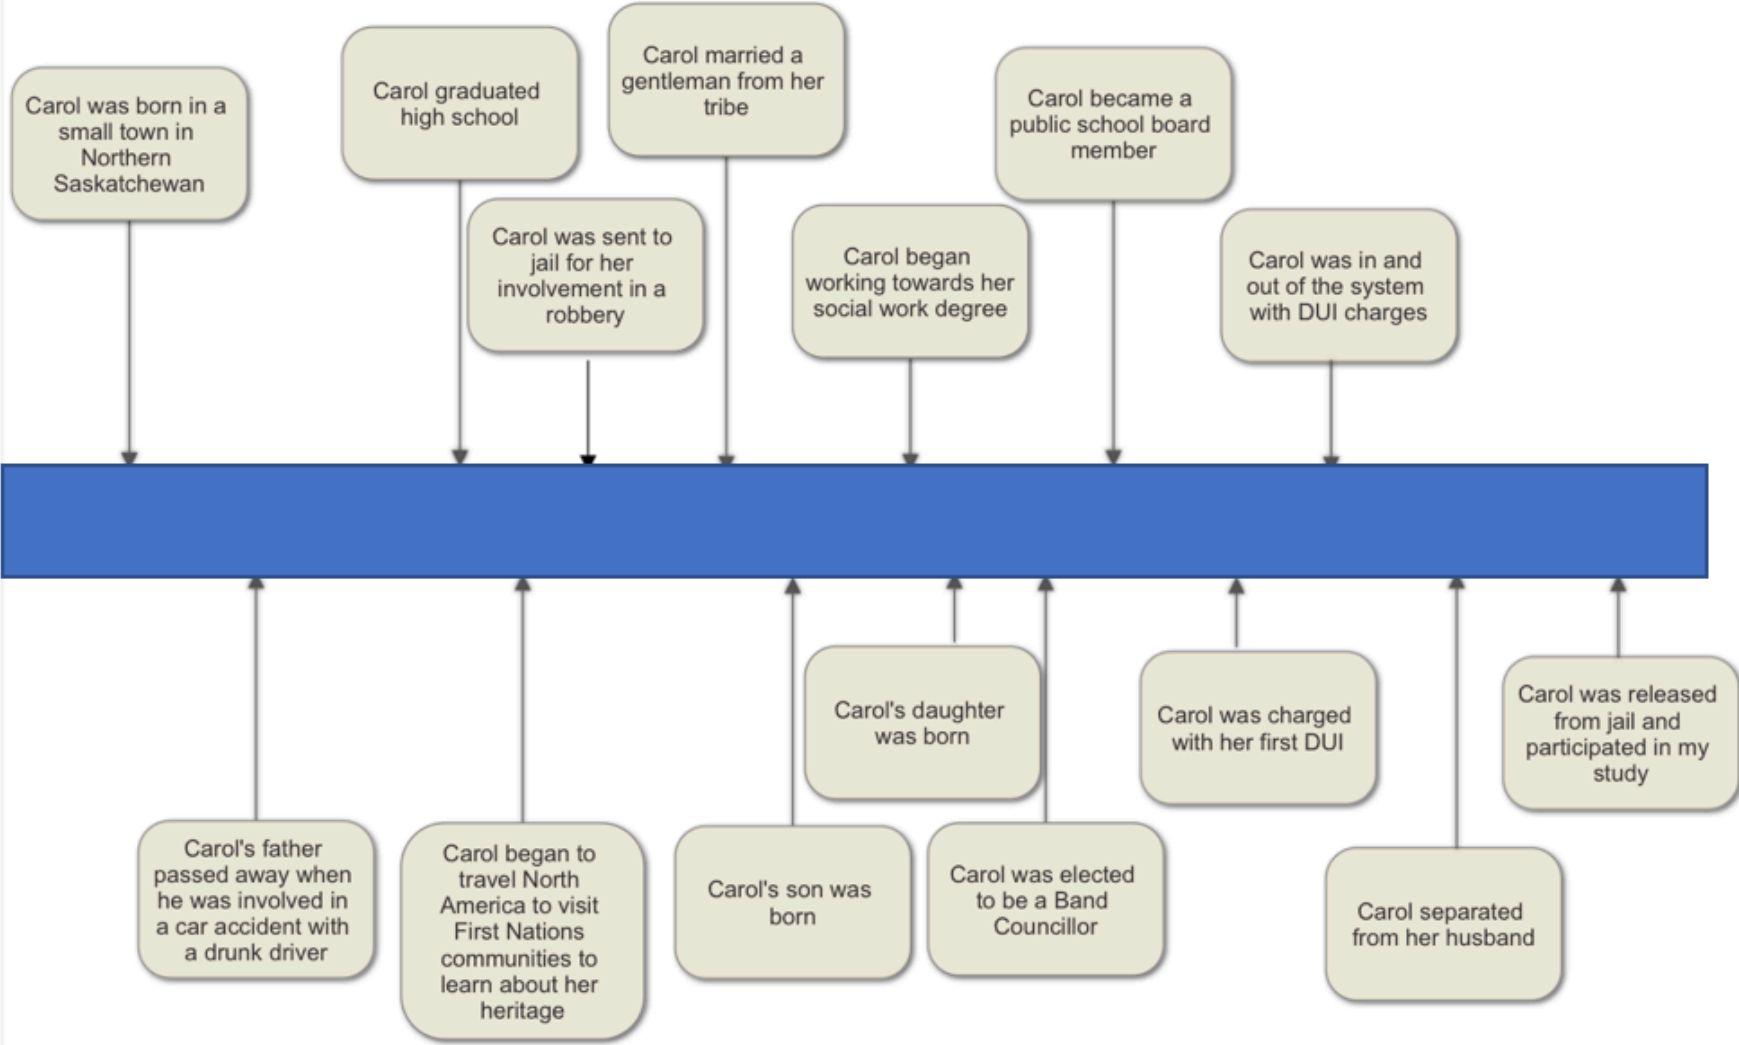 Carol was born in a
small town in
Northern
Saskatchewan
Carol graduated
high school
Carol married a
gentleman from her
tribe
Carol became a
public school board
member
Carol was sent to
jail for her
involvement in a
robbery
Carol began
working towards her
social work degree
Carol was in and
out of the system
with DUI charges
Carol's daughter
was born
Carol was charged
with her first DUI
Carol was released
from jail and
participated in my
study
Carol's father
passed away when
he was involved in
a car accident with
a drunk driver
Carol began to
travel North
America to visit
First Nations
communities to
learn about her
heritage
Carol's son was
born
Carol was elected
to be a Band
Councillor
Carol separated
from her husband